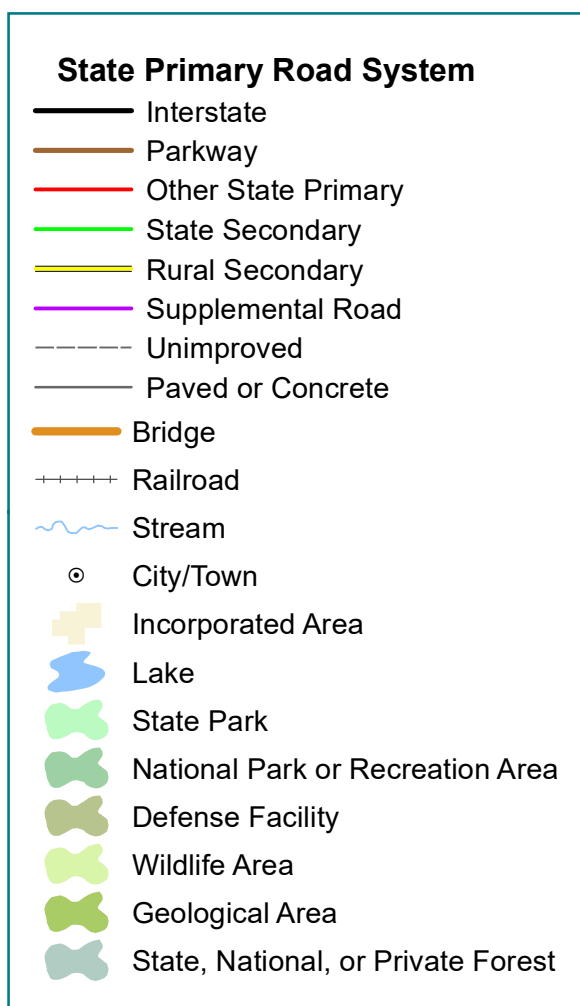 State Primary Road System
Interstate
Parkway
Other State Primary
State Secondary
Rural Secondary
Supplemental Road
Unimproved
Paved or Concrete
Bridge
Railroad
Stream
City/Town
Incorporated Area
Lake
State Park
National Park or Recreation Area
Defense Facility
Wildlife Area
Geological Area
State, National, or Private Forest